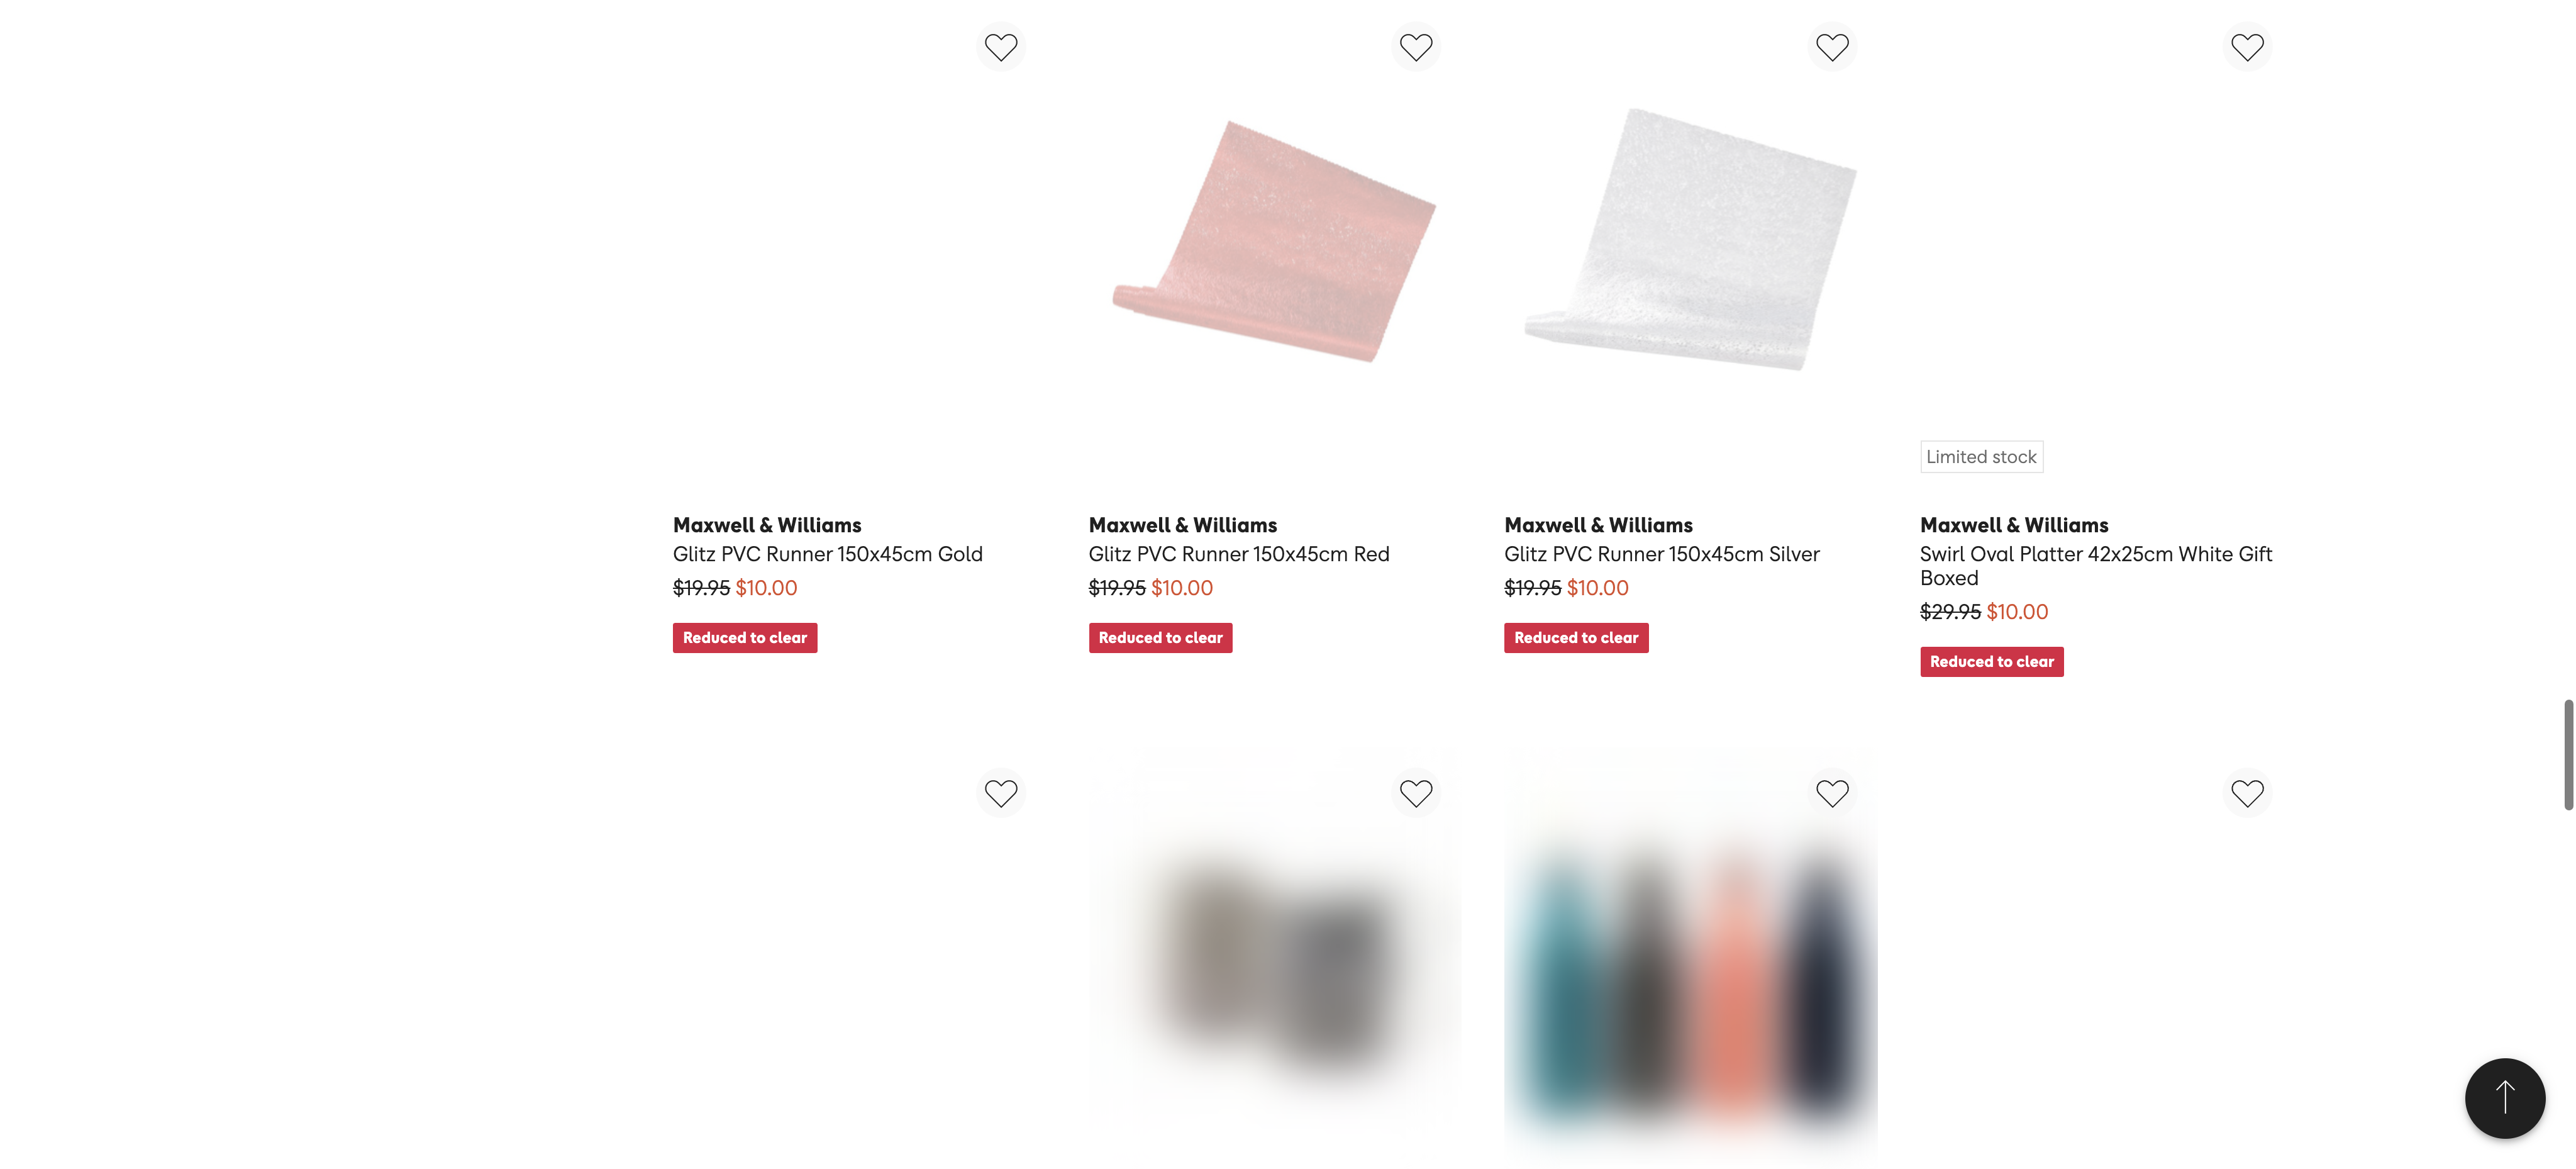 Limited stock
Maxwell & Williams
Glitz PVC Runner 150x45cm Gold
$19.95 $10.00
Reduced to clear
Maxwell & Williams
Glitz PVC Runner 150x45cm Red
$19.95 $10.00
Reduced to clear
Maxwell & Williams
Glitz PVC Runner 150x45cm Silver
$19.95 $10.00
Reduced to clear
Maxwell & Williams
Swirl Oval Platter 42x25cm White Gift
Boxed
$29.95 $10.00
Reduced to clear